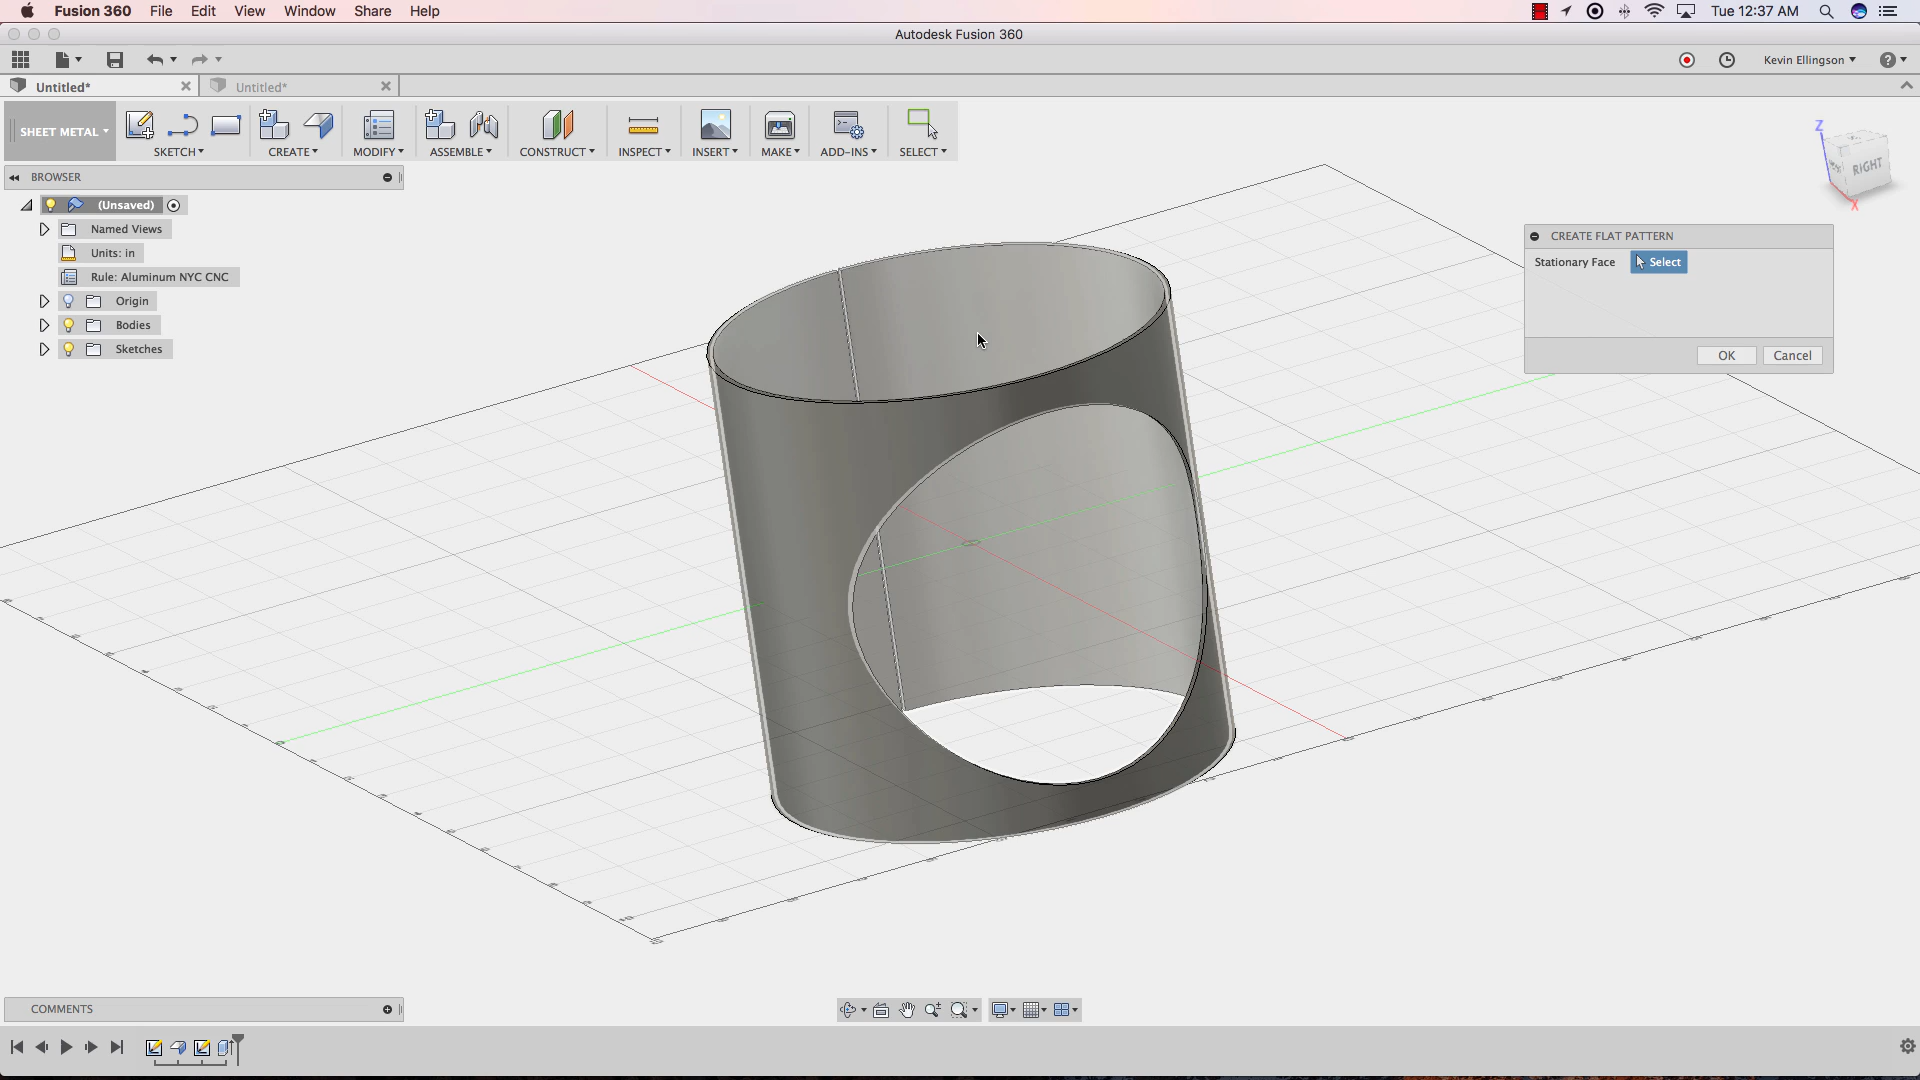 Fusion 360 File Edit View Window Share Help
Tue 12:37 AM
Autodesk Fusion 360
Kevin Ellingson
Untitled*
Untitled*
SHEET METAL
SKETCH
CREATE
MODIFY
ASSEMBLE
CONSTRUCT
INSPECT
INSERT
MAKE
ADD-INS
SELECT
BROWSER
(Unsaved)
Named Views
Units: in
Rule: Aluminum NYC CNC
Origin
Bodies
Sketches
Z
RIGHT
X
CREATE FLAT PATTERN
Stationary Face Select
OK Cancel
COMMENTS